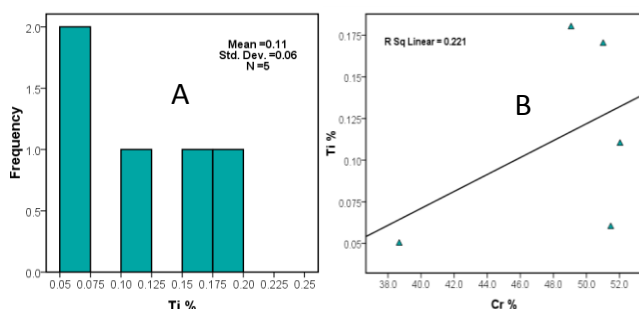 Frequency
2.0
1.5
1.0
0.5
0.0
Mean =0.11
Std. Dev. =0.06
N =5
A
0.05 0.075 0.10 0.125 0.15 0.175 0.20 0.20 0.25
Ti %
Ti %
0.175
0.15
0.125
0.10
0.075
0.05
R Sq Linear = 0.221
B
38.0 40.0 42.0 44.0 46.0 48.0 50.0 52.0
Cr %